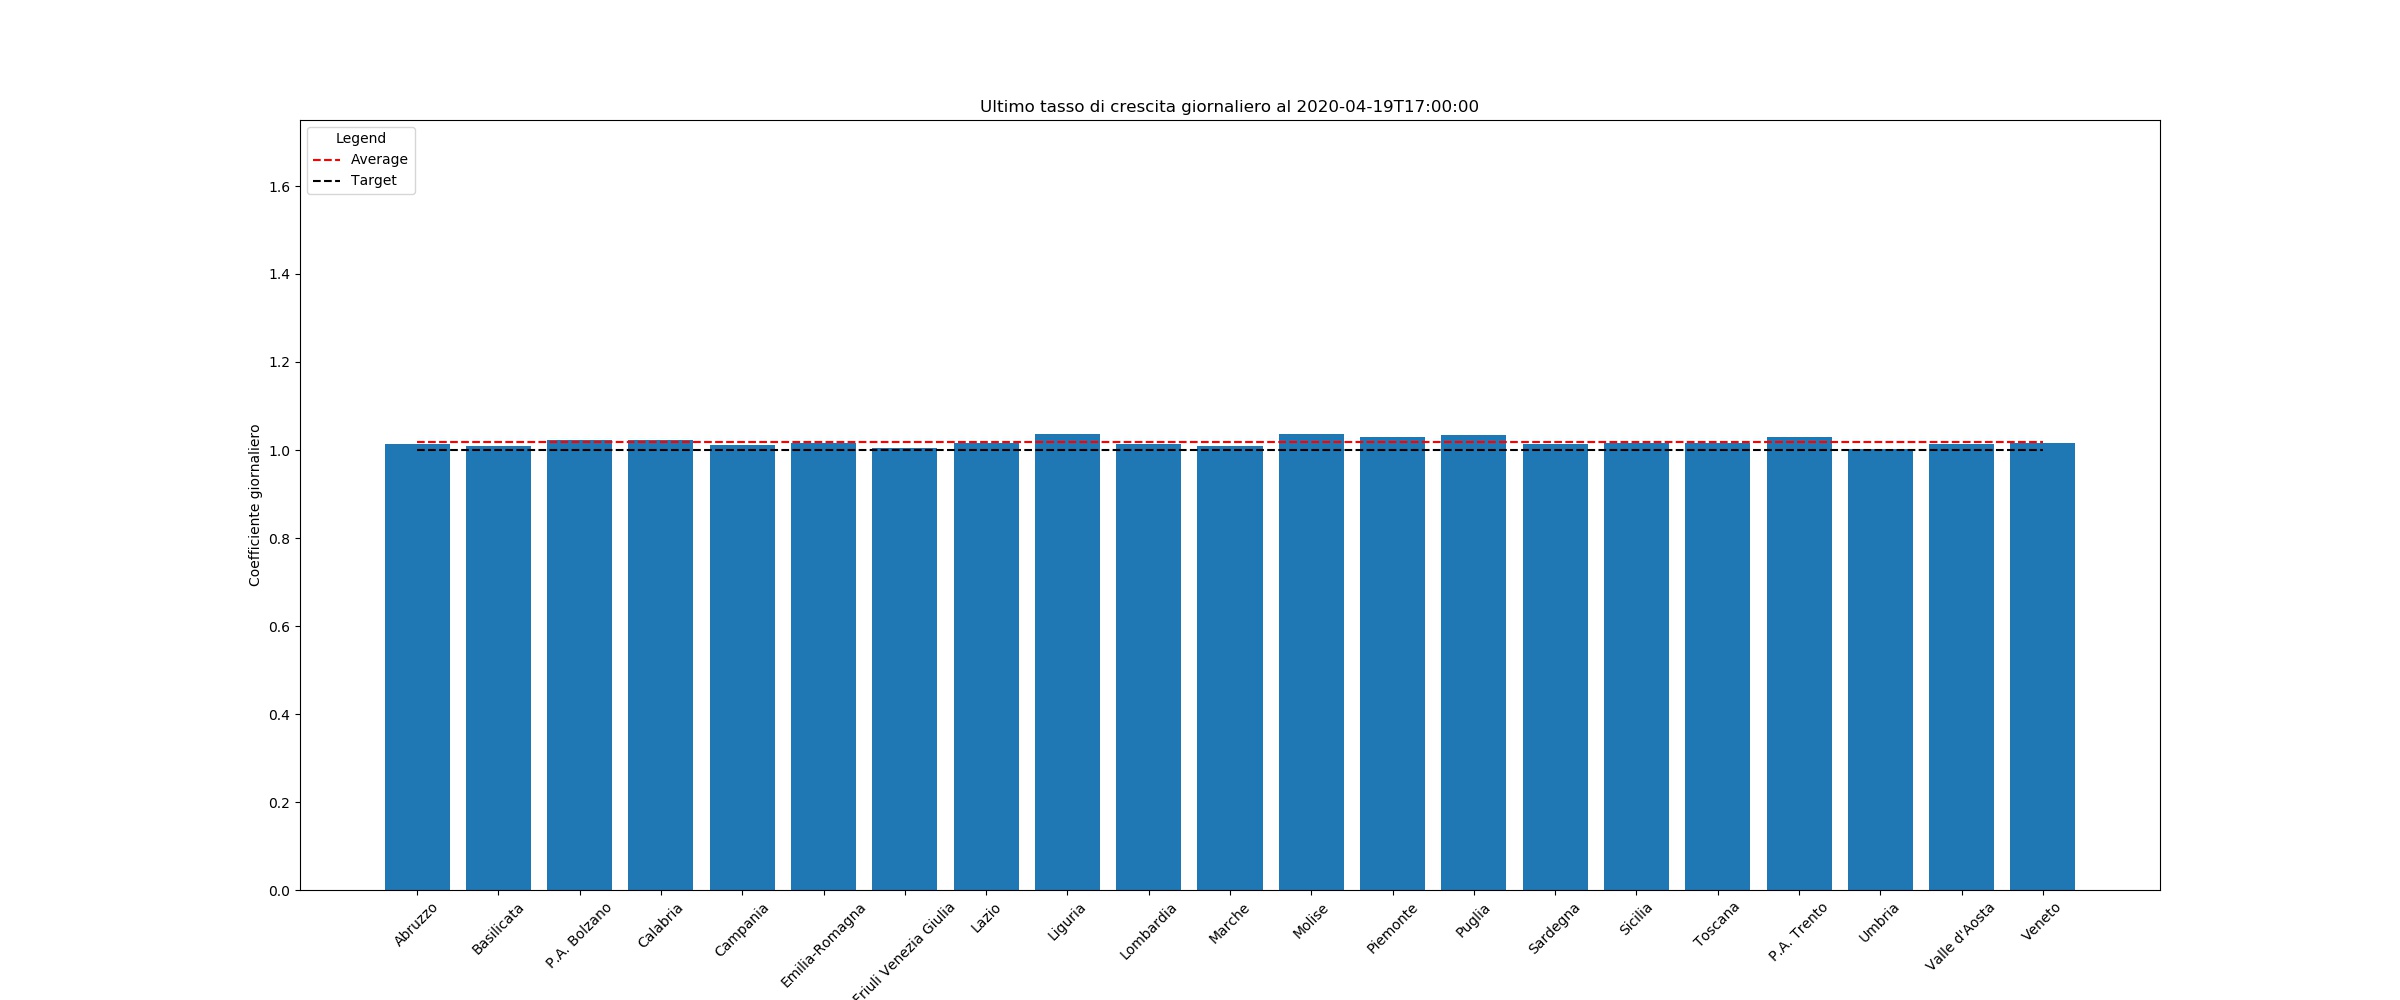 Ultimo tasso di crescita giornaliero al 2020-04-19T17:00:00
Legend
Average
Target
1.6
1.4
1.2
1.0
0.8
0.6
0.4
0.2
0.0
Coefficiente giornaliero
Abruzzo
Basilicata
P.A. Bolzano
Calabria
Campania
Emilia-Romagna
Friuli Venezia Giulia
Lazio
Liguria
Lombardia
Marche
Molise
Piemonte
Puglia
Sardegna
Sicilia
Toscana
P.A. Trento
Umbria
Valle d'Aosta
Veneto